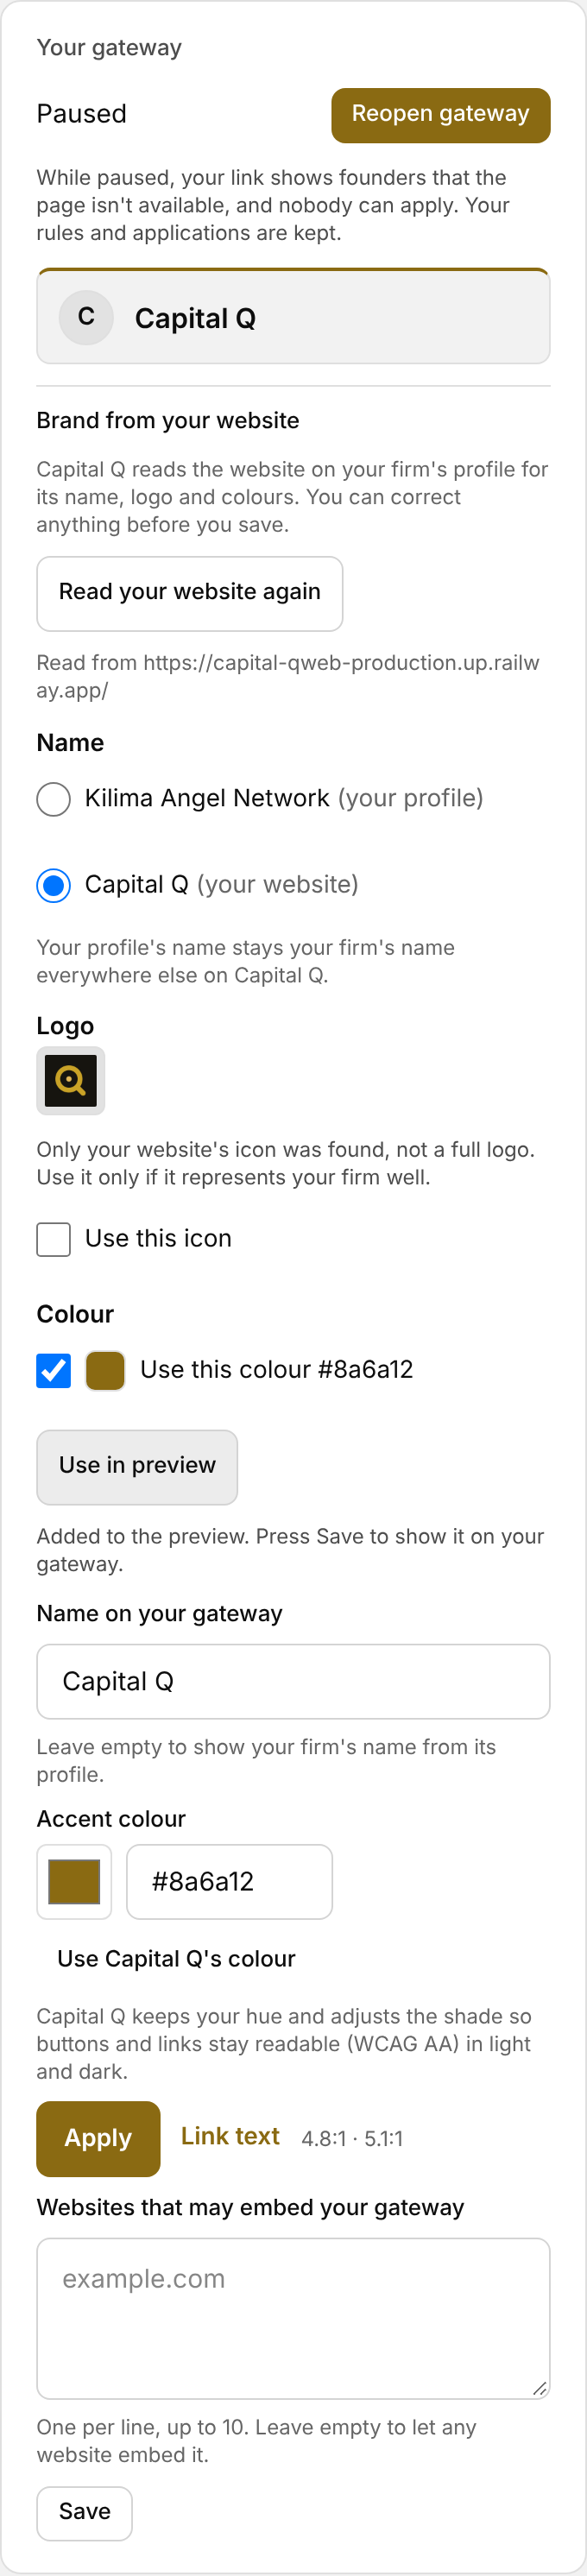 Your gateway
Paused
Reopen gateway
While paused, your link shows founders that the
page isn't available, and nobody can apply. Your
rules and applications are kept.
C
Capital Q
Brand from your website
Capital Q reads the website on your firm's profile for
its name, logo and colours. You can correct
anything before you save.
Read your website again
Read from https://capital-qweb-production.up.railw
ay.app/
Name
Kilima Angel Network (your profile)
Capital Q (your website)
Your profile's name stays your firm's name
everywhere else on Capital Q.
Logo
Only your website's icon was found, not a full logo.
Use it only if it represents your firm well.
Use this icon
Colour
Use this colour #8a6a12
Use in preview
Added to the preview. Press Save to show it on your
gateway.
Name on your gateway
Capital Q
Leave empty to show your firm's name from its
profile.
Accent colour
#8a6a12
Use Capital Q's colour
Capital Q keeps your hue and adjusts the shade so
buttons and links stay readable (WCAG AA) in light
and dark.
Apply
Link text
4.8:1 · 5.1:1
Websites that may embed your gateway
example.com
One per line, up to 10. Leave empty to let any
website embed it.
Save